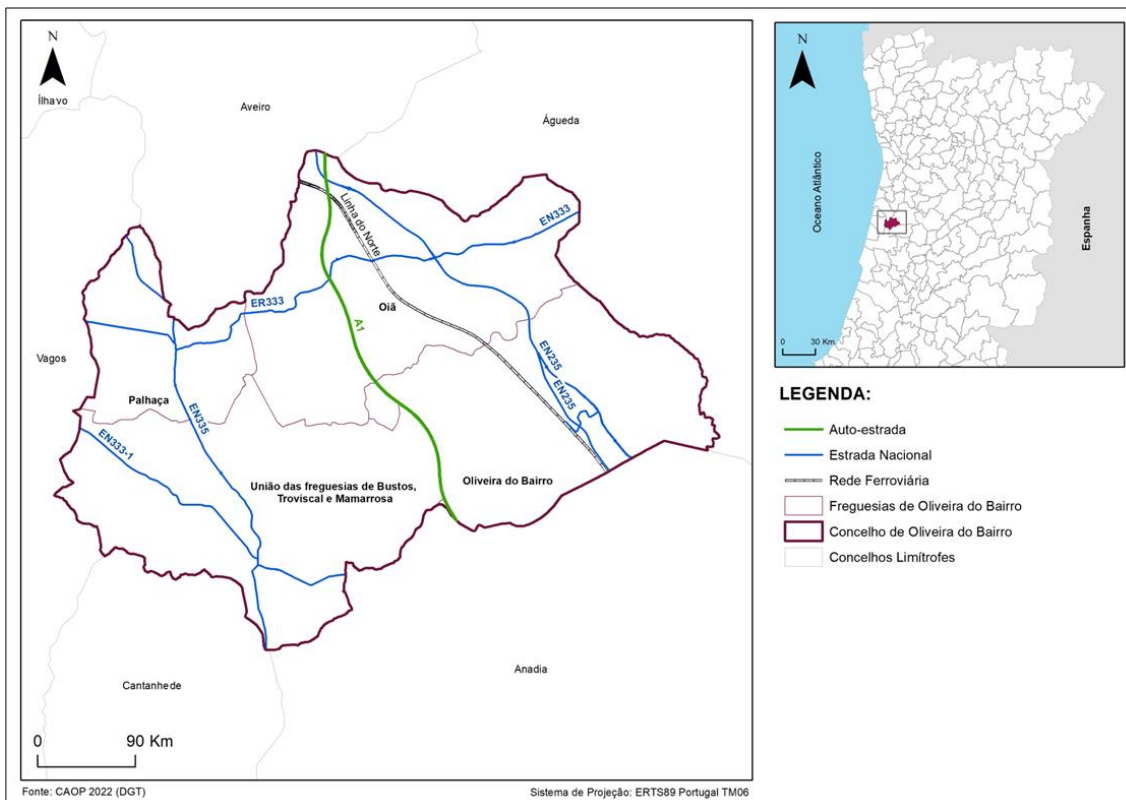 N
Ílhavo
Aveiro
Águeda
Linha do Norte
EN333
ER333
A1
Oiã
Vagos
EN235
EN235
Palhaça
EN335
EN333-1
União das freguesias de Bustos,
Troviscal e Mamarrosa
Oliveira do Bairro
Anadia
Cantanhede
0 90 Km
Fonte: CAOP 2022 (DGT)
Sistema de Projeção: ERTS89 Portugal TM06
N
Oceano Atlântico
Espanha
0 30 Km
LEGENDA:
Auto-estrada
Estrada Nacional
Rede Ferroviária
Freguesias de Oliveira do Bairro
Concelho de Oliveira do Bairro
Concelhos Limítrofes